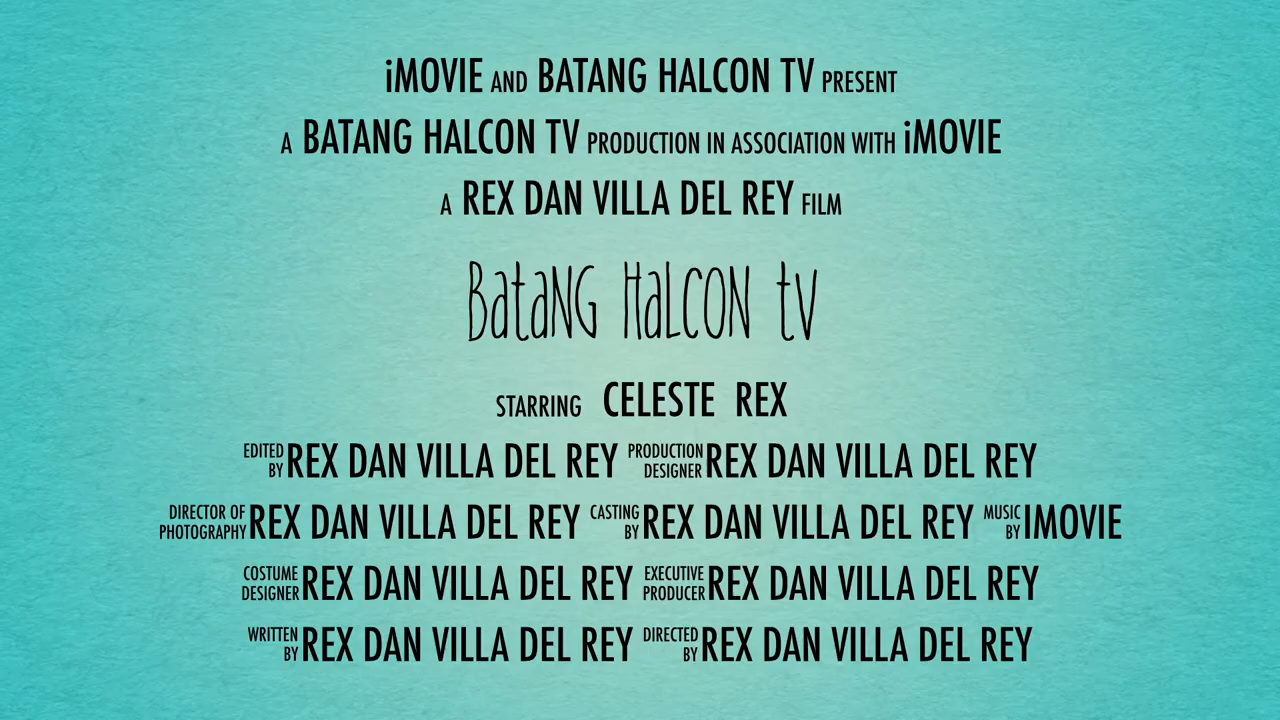 iMOVIE AND BATANG HALCON TV PRESENT
A BATANG HALCON TV PRODUCTION IN ASSOCIATION WITH iMOVIE
A REX DAN VILLA DEL REY FILM
BataNG HaLCON tV
STARRING CELESTE REX
EDITED BY REX DAN VILLA DEL REY PRODUCTION DESIGNER REX DAN VILLA DEL REY
DIRECTOR OF PHOTOGRAPHY REX DAN VILLA DEL REY CASTING BY REX DAN VILLA DEL REY MUSIC BY IMOVIE
COSTUME DESIGNER REX DAN VILLA DEL REY EXECUTIVE PRODUCER REX DAN VILLA DEL REY
WRITTEN BY REX DAN VILLA DEL REY DIRECTED BY REX DAN VILLA DEL REY